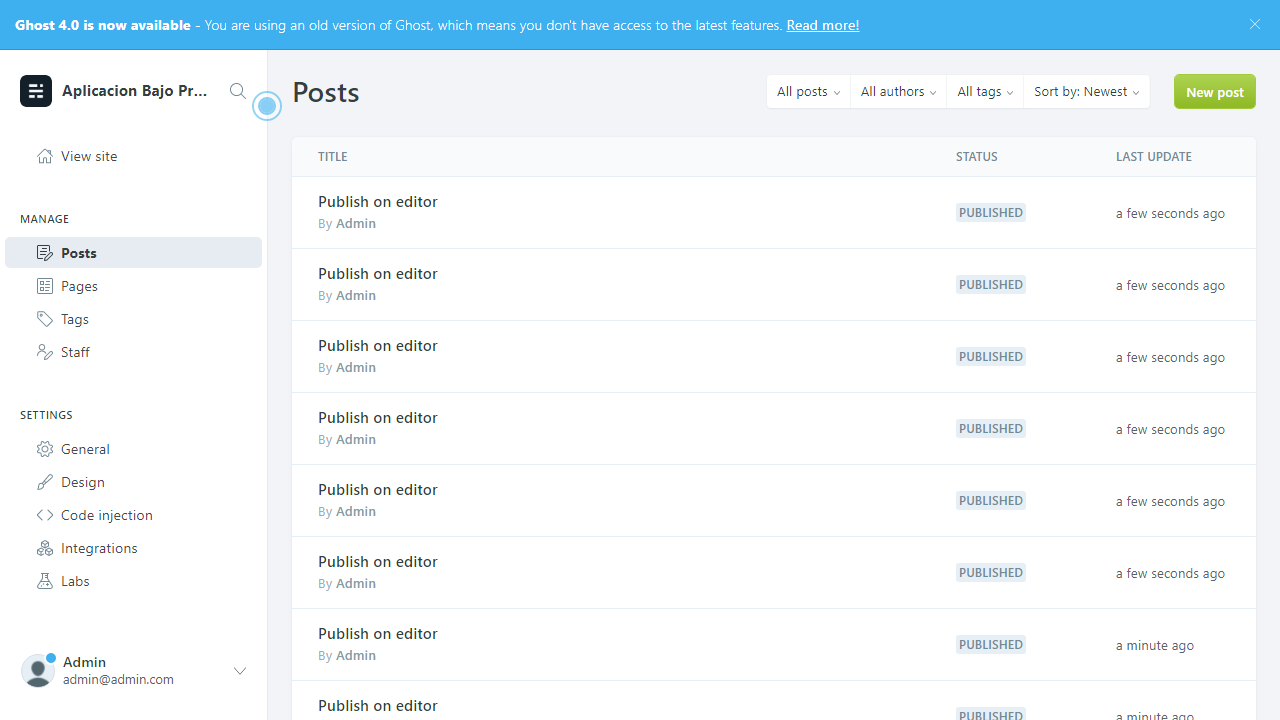 Ghost 4.0 is now available - You are using an old version of Ghost, which means you don't have access to the latest features. Read more!
Aplicacion Bajo Pr...
View site
MANAGE
Posts
Pages
Tags
Staff
SETTINGS
General
Design
Code injection
Integrations
Labs
Admin
admin@admin.com
Posts
All posts All authors All tags Sort by: Newest
New post
TITLE STATUS LAST UPDATE
Publish on editor
By Admin
PUBLISHED
a few seconds ago
Publish on editor
By Admin
PUBLISHED
a few seconds ago
Publish on editor
By Admin
PUBLISHED
a few seconds ago
Publish on editor
By Admin
PUBLISHED
a few seconds ago
Publish on editor
By Admin
PUBLISHED
a few seconds ago
Publish on editor
By Admin
PUBLISHED
a few seconds ago
Publish on editor
By Admin
PUBLISHED
a minute ago
Publish on editor
PUBLISHED
a minute ago